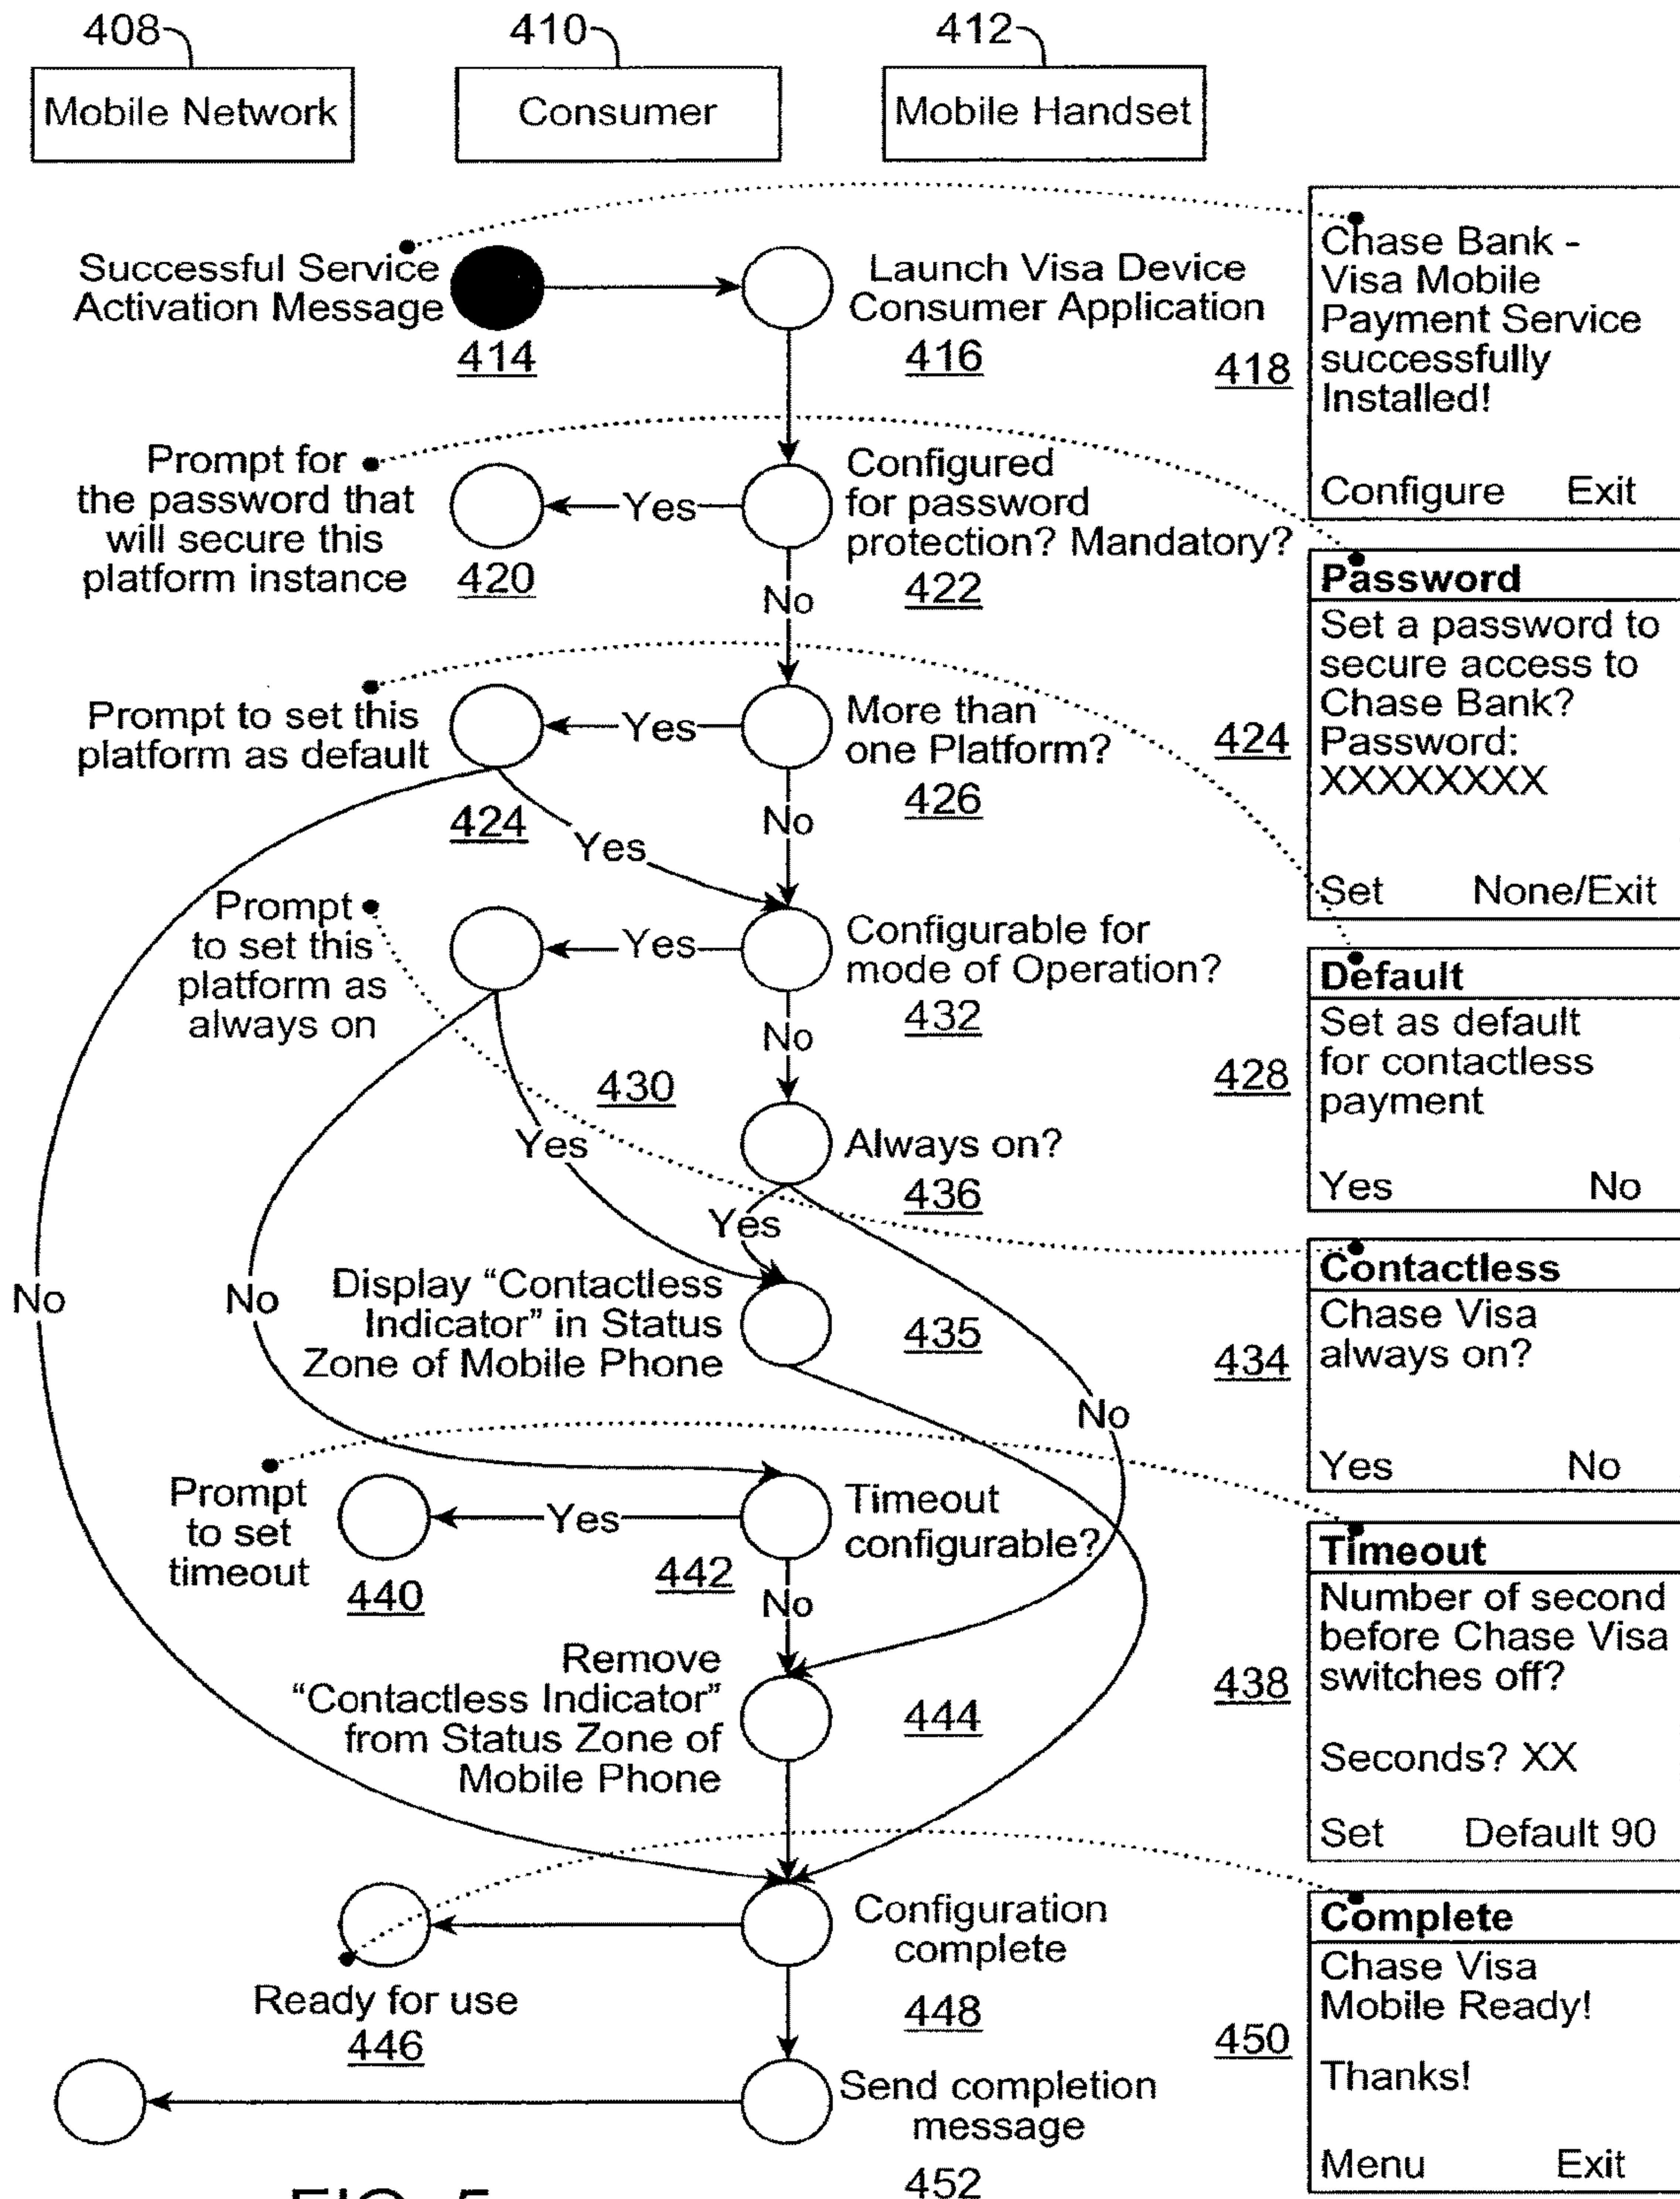 408
410
412
Mobile Network
Consumer
Mobile Handset
Successful Service
Activation Message
414
Launch Visa Device
Consumer Application
416
418
Chase Bank -
Visa Mobile
Payment Service
successfully
Installed!
Configure Exit
Prompt for
the password that
will secure this
platform instance
420
Yes
Configured
for password
protection? Mandatory?
422
No
Password
Set a password to
secure access to
Chase Bank?
Password:
XXXXXXXX
Set None/Exit
424
Prompt to set this
platform as default
424
Yes
More than
one Platform?
426
No
Yes
Prompt
to set this
platform as
always on
Yes
Configurable for
mode of Operation?
432
No
430
Yes
Default
Set as default
for contactless
payment
Yes No
428
Always on?
436
Yes
No
No
No
Display “Contactless
Indicator” in Status
Zone of Mobile Phone
435
Contactless
Chase Visa
always on?
Yes No
434
Prompt
to set
timeout
440
Yes
442
Timeout
configurable?
No
Timeout
Number of second
before Chase Visa
switches off?
Seconds? XX
Set Default 90
438
Remove
“Contactless Indicator”
from Status Zone of
Mobile Phone
444
Configuration
complete
448
Ready for use
446
Complete
Chase Visa
Mobile Ready!
Thanks!
Menu Exit
450
Send completion
message
452